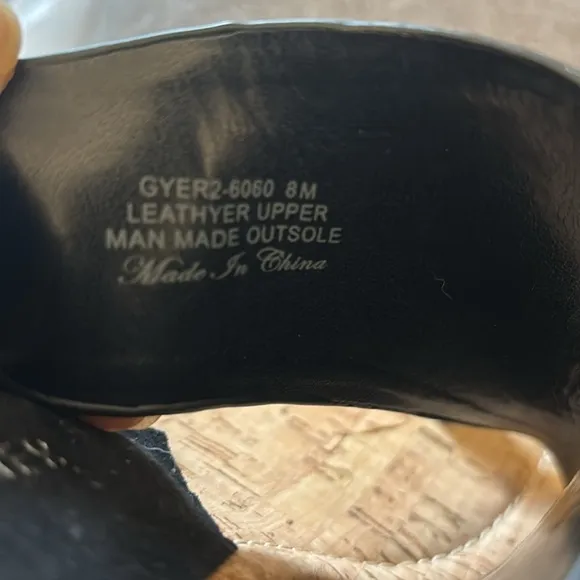 GYER2-6060 8M
LEATHYER UPPER
MAN MADE OUTSOLE
Made In China